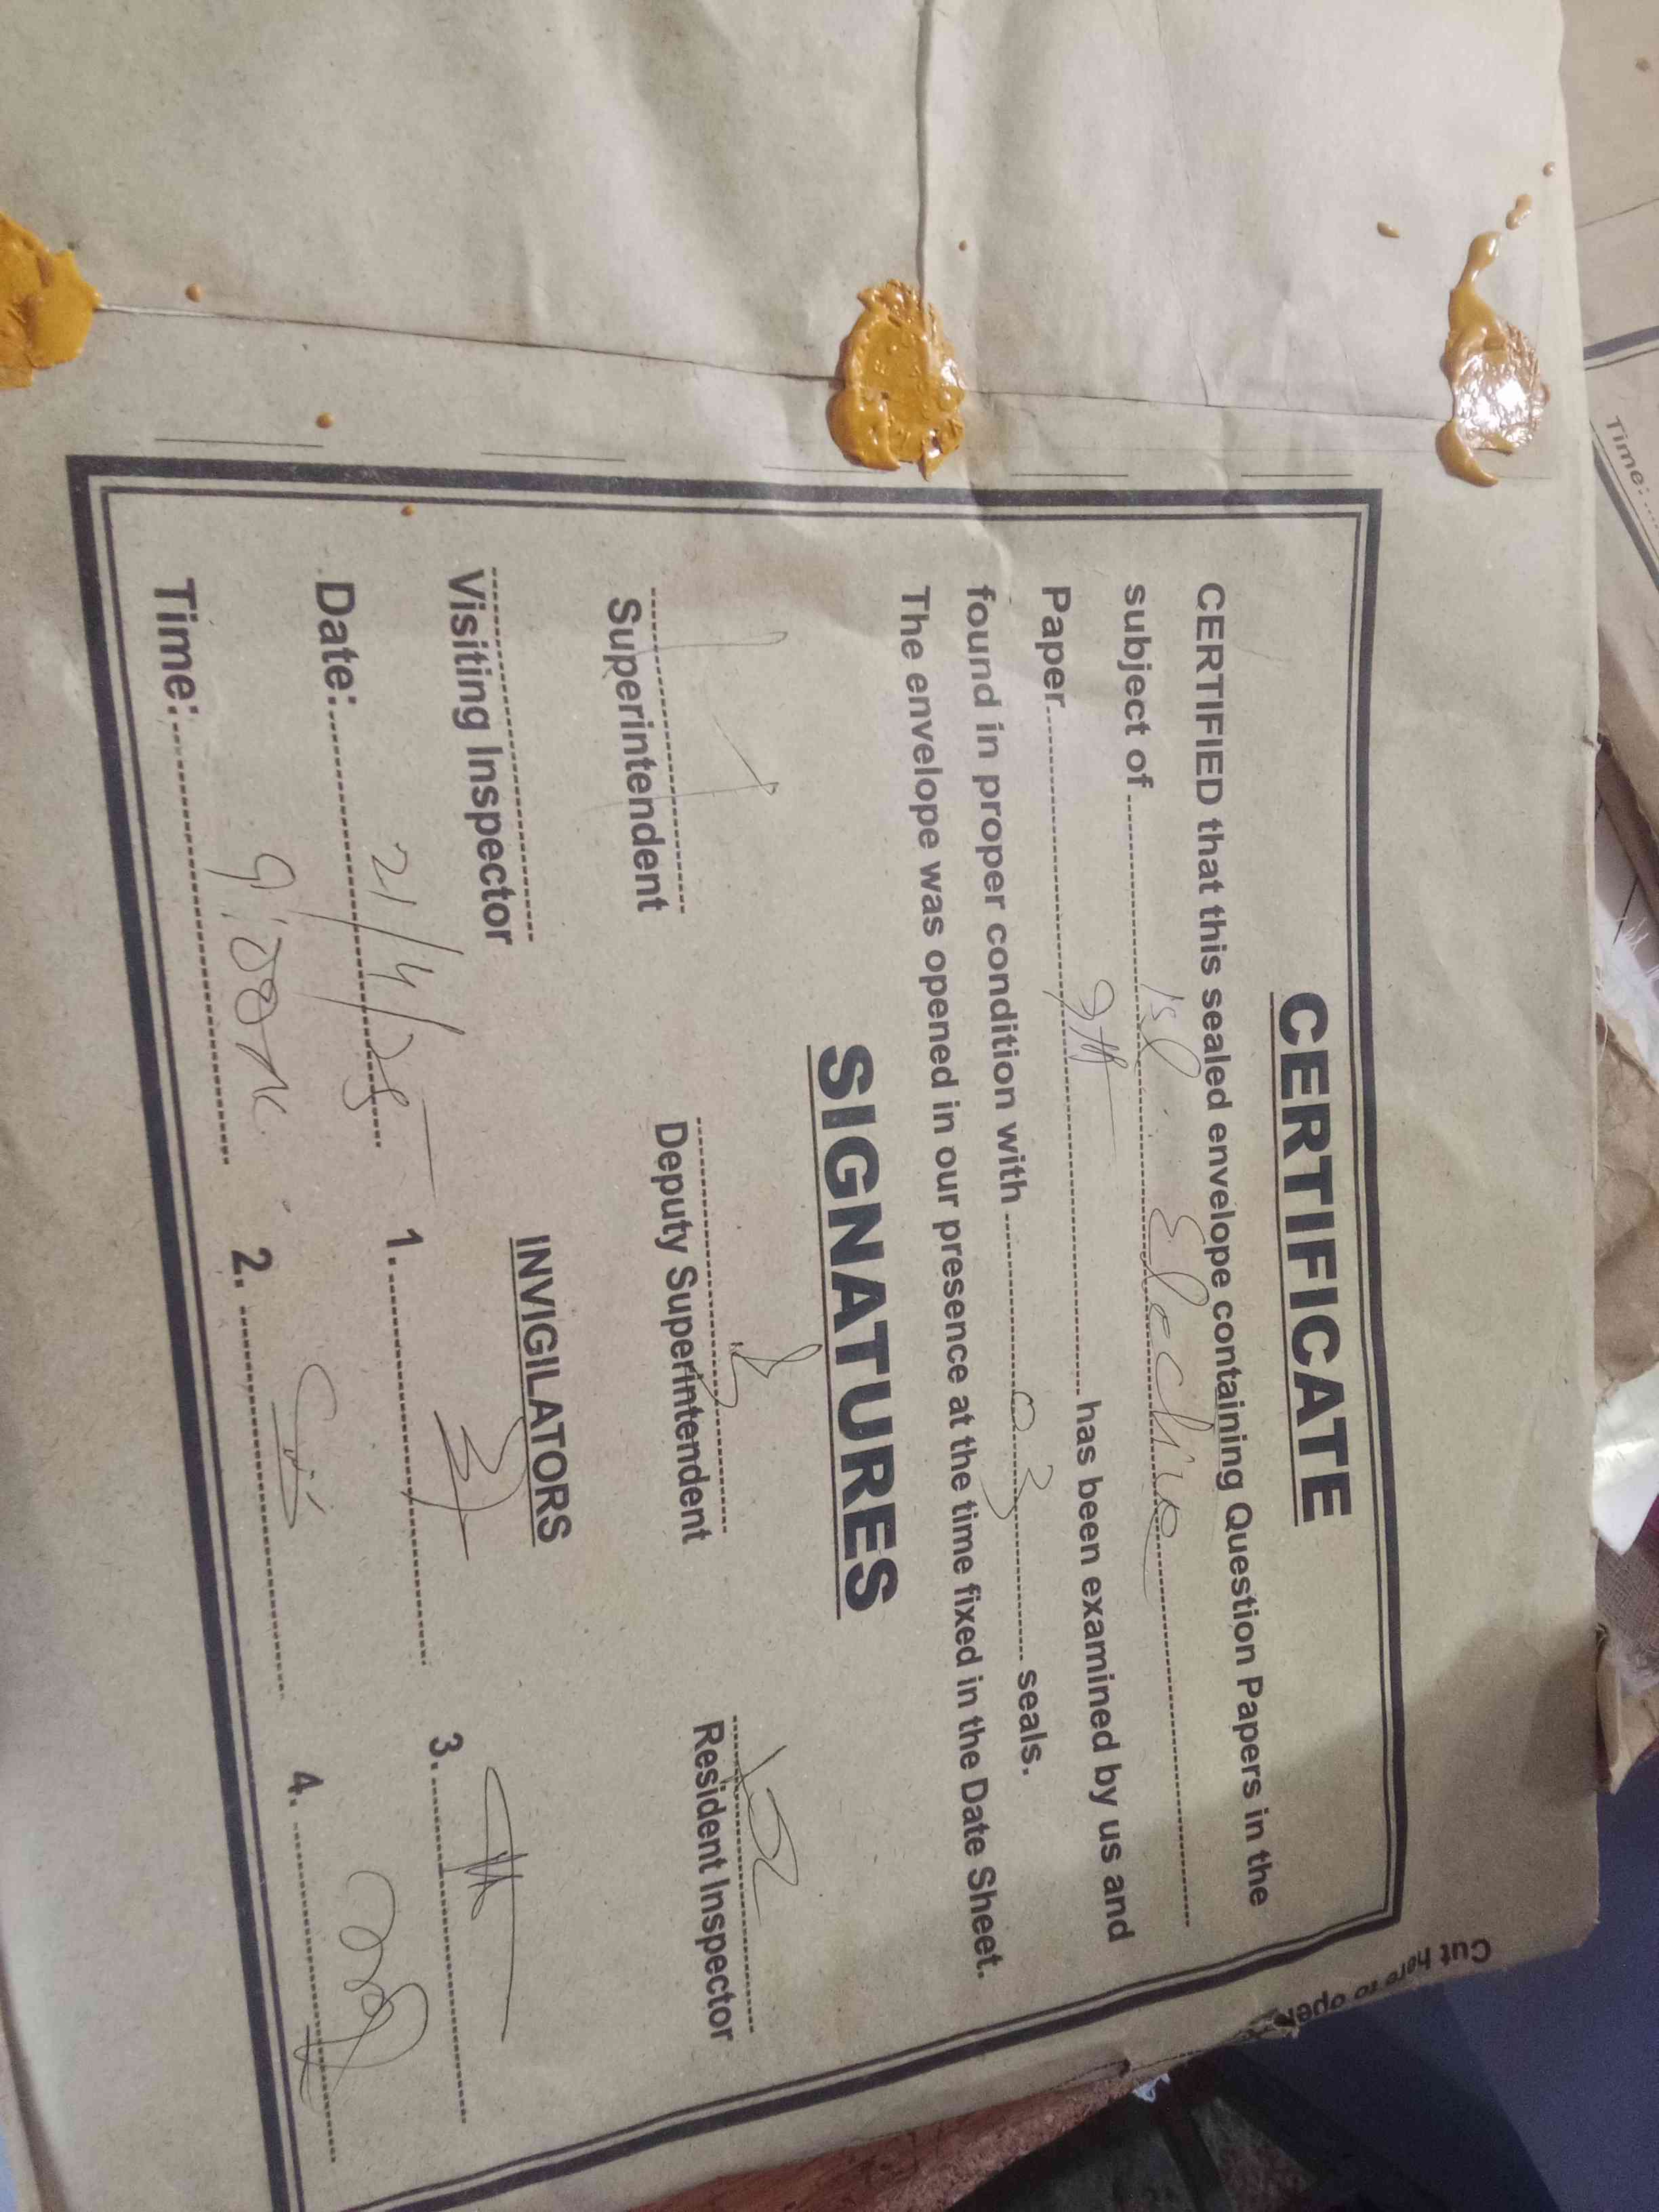 CERTIFICATE
CERTIFIED that this sealed envelope containing Question Papers in the
subject of Isl. Elective
Paper 9th has been examined by us and
found in proper condition with 03 seals.
The envelope was opened in our presence at the time fixed in the Date Sheet.
SIGNATURES
Superintendent Deputy Superintendent Resident Inspector
Visiting Inspector
INVIGILATORS
Date: 21/4/25 1. 3.
Time: 2. 4.
Cut here to open
Time: